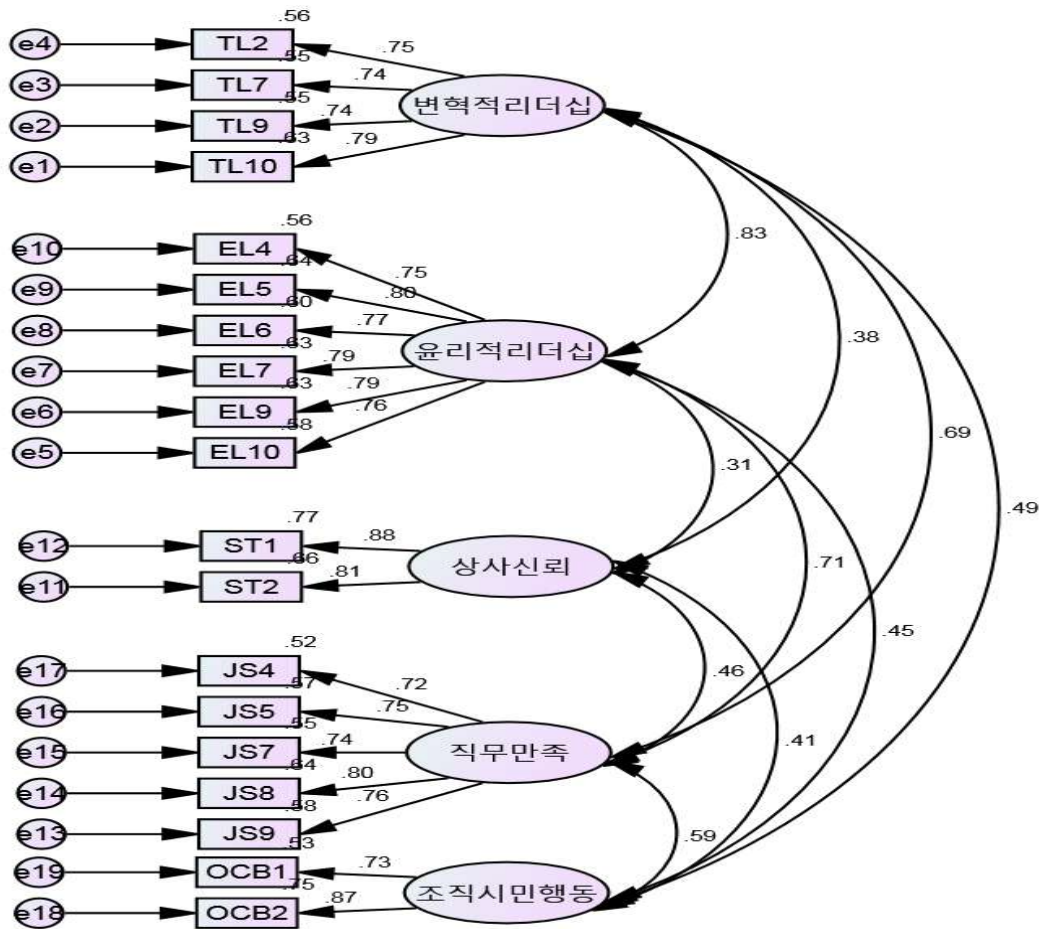 .56
e4 TL2 .75
.55
e3 TL7 .74
.55
e2 TL9 .74
.63
e1 TL10 .79
변혁적리더십
.83
.56
e10 EL4 .75
.64
e9 EL5 .80
.60
e8 EL6 .77
.63
e7 EL7 .79
.63
e6 EL9 .79
.58
e5 EL10 .76
윤리적리더십
.38
.69
.31
.49
.77
e12 ST1 .88
.66
e11 ST2 .81
상사신뢰
.71
.45
.46
.52
e17 JS4 .72
.57
e16 JS5 .75
.55
e15 JS7 .74
.64
e14 JS8 .80
.58
e13 JS9 .76
직무만족
.41
.59
.53
e19 OCB1 .73
.75
e18 OCB2 .87
조직시민행동